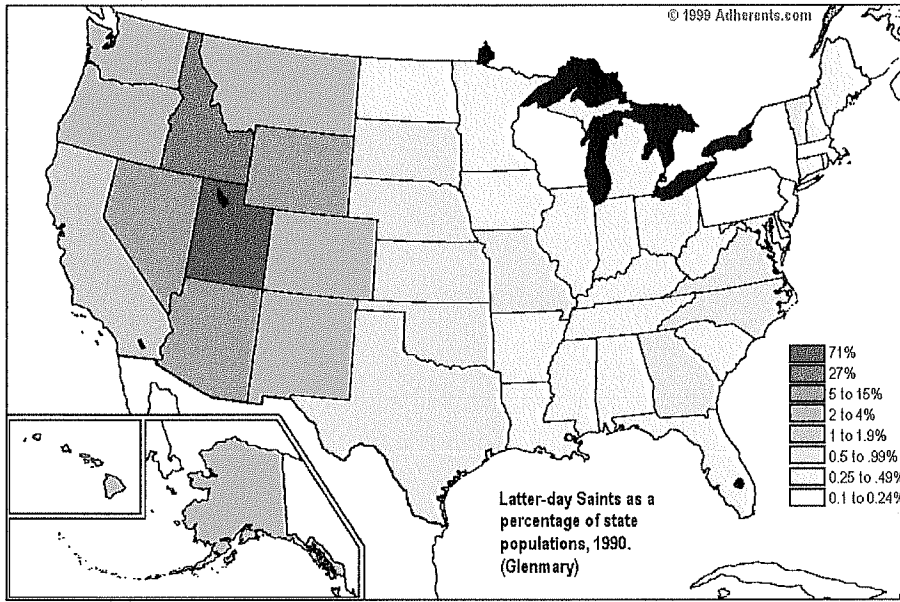 © 1999 Adherents.com
71%
27%
5 to 15%
2 to 4%
1 to 1.9%
0.5 to .99%
0.25 to .49%
0.1 to 0.24%
Latter-day Saints as a
percentage of state
populations, 1990.
(Glenmary)